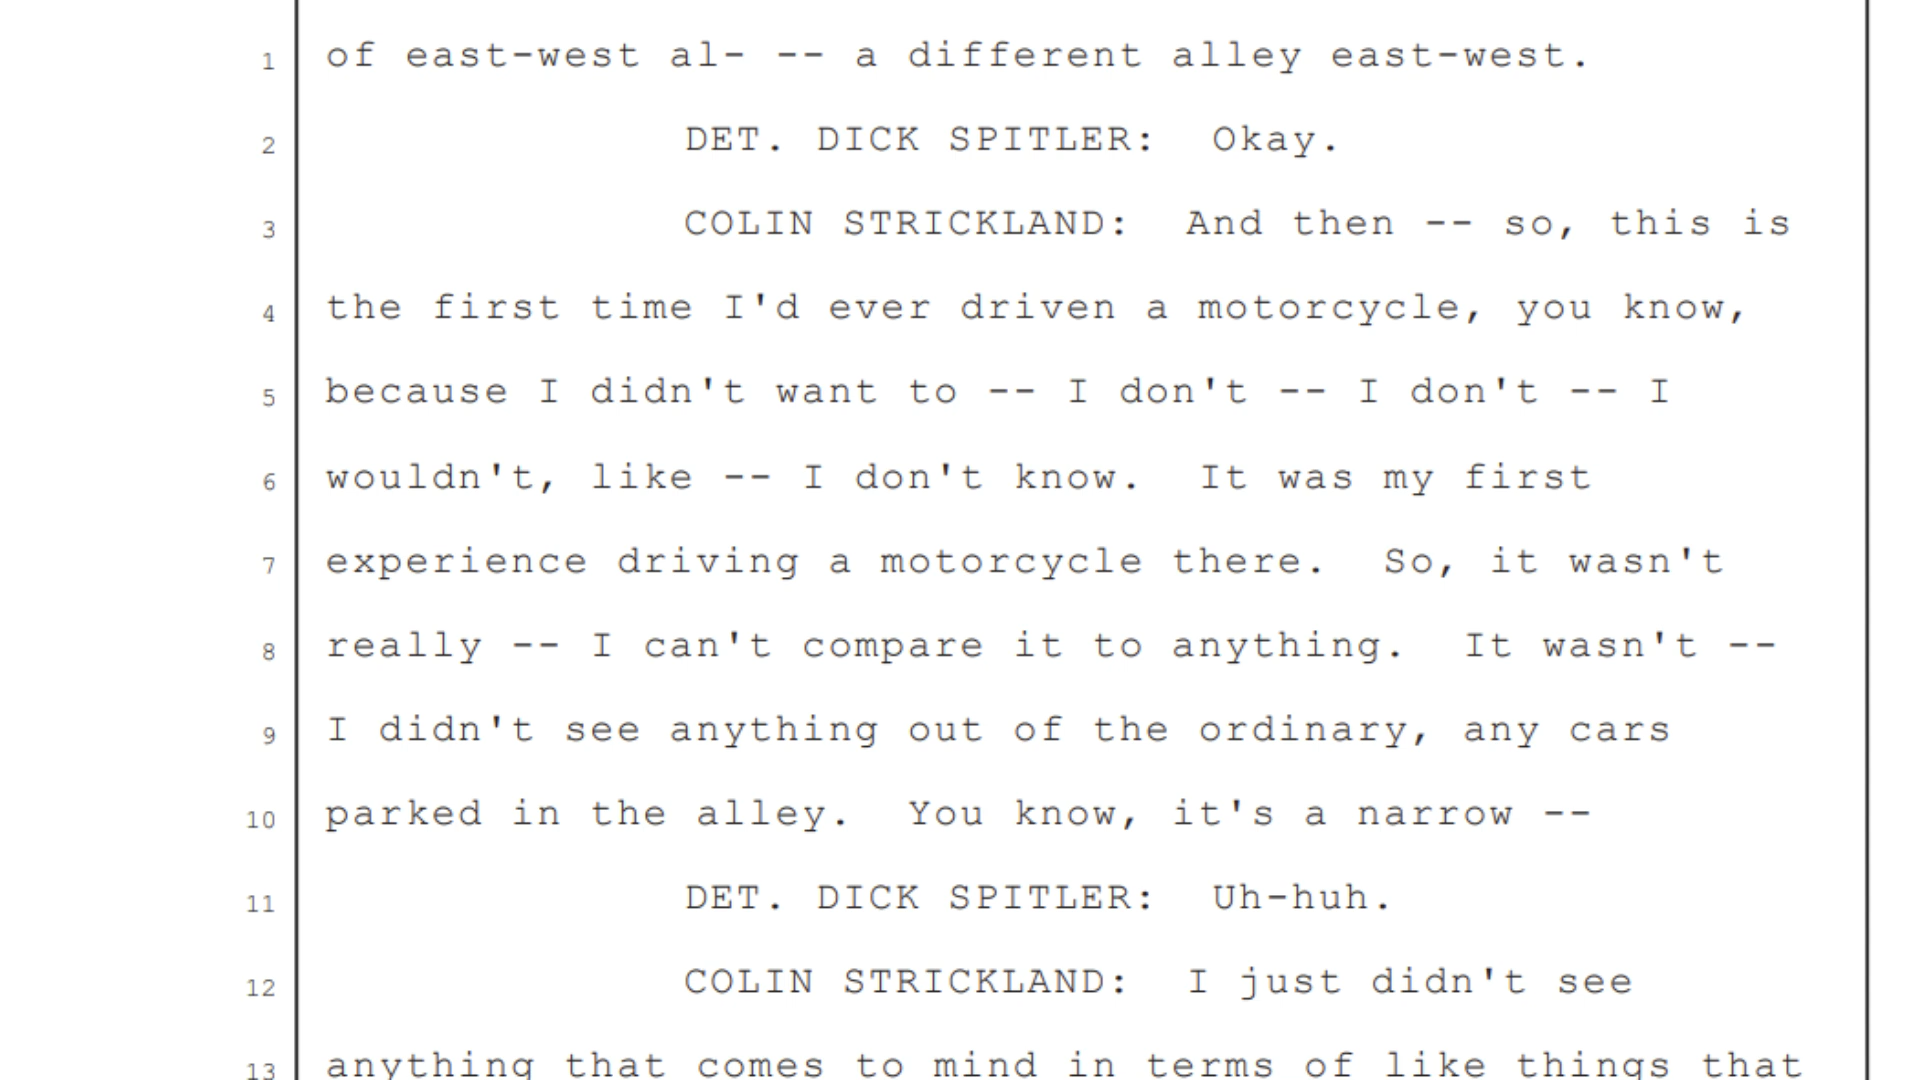 1 of east-west al- -- a different alley east-west.
2 DET. DICK SPITLER:  Okay.
3 COLIN STRICKLAND:  And then -- so, this is
4 the first time I'd ever driven a motorcycle, you know,
5 because I didn't want to -- I don't -- I don't -- I
6 wouldn't, like -- I don't know.  It was my first
7 experience driving a motorcycle there.  So, it wasn't
8 really -- I can't compare it to anything.  It wasn't --
9 I didn't see anything out of the ordinary, any cars
10 parked in the alley.  You know, it's a narrow --
11 DET. DICK SPITLER:  Uh-huh.
12 COLIN STRICKLAND:  I just didn't see
13 anything that comes to mind in terms of like things that